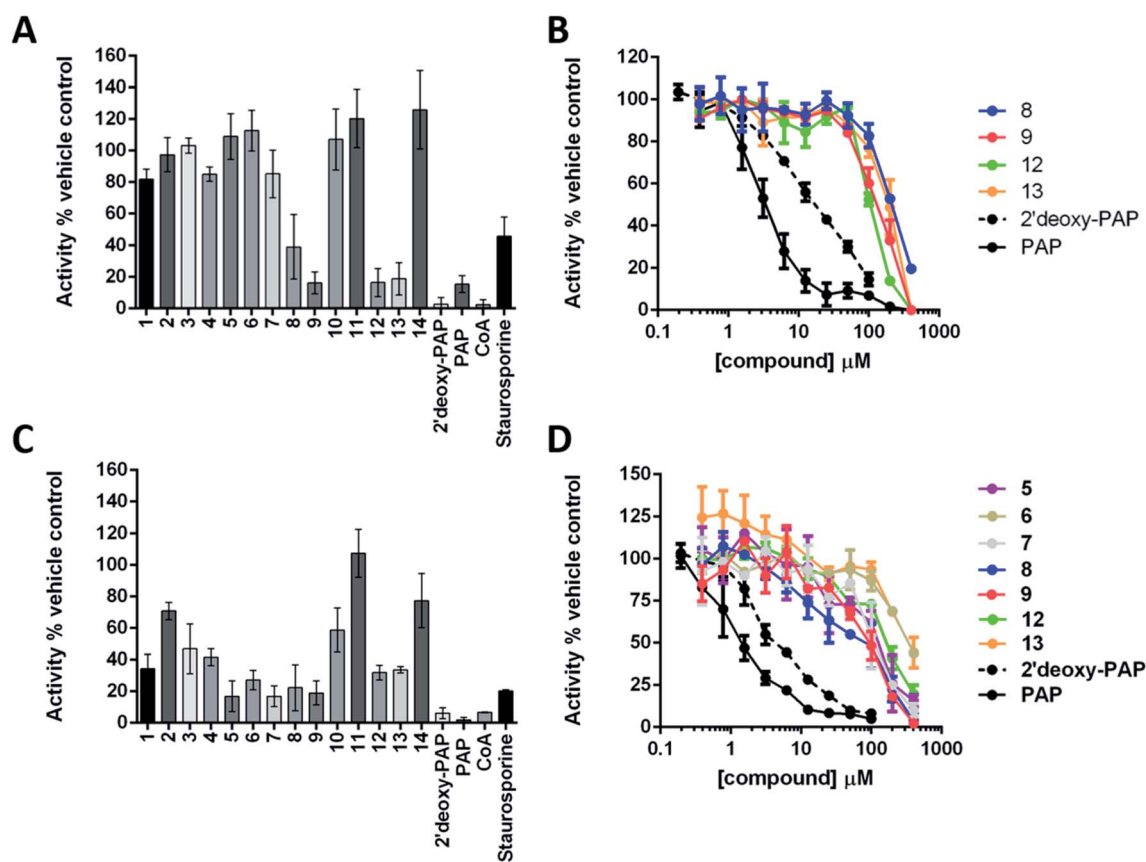 A
Activity % vehicle control
160
140
120
100
80
60
40
20
0
1
2
3
4
5
6
7
8
9
10
11
12
13
14
2'deoxy-PAP
PAP
CoA
Staurosporine
B
Activity % vehicle control
120
100
80
60
40
20
0
0.1 1 10 100 1000
[compound] μM
8
9
12
13
2'deoxy-PAP
PAP
C
Activity % vehicle control
160
140
120
100
80
60
40
20
0
1
2
3
4
5
6
7
8
9
10
11
12
13
14
2'deoxy-PAP
PAP
CoA
Staurosporine
D
Activity % vehicle control
150
125
100
75
50
25
0
0.1 1 10 100 1000
[compound] μM
5
6
7
8
9
12
13
2'deoxy-PAP
PAP